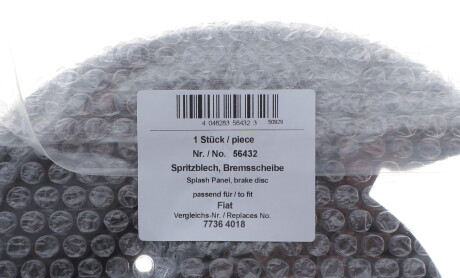 4 046283 56432 3
1 Stück / piece
Nr. / No. 56432
Spritzblech, Bremsscheibe
Splash Panel, brake disc
passend für / to fit
Fiat
Vergleichs-Nr. / Replaces No.
7736 4018